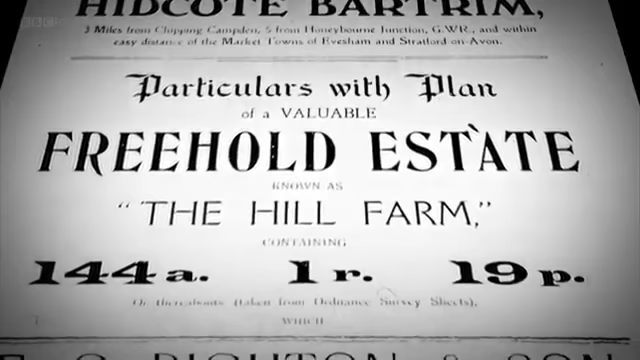 BBC
HIDCOTE BARTRIM,
3 Miles from Chipping Campden, 5 from Honeybourne Junction, G.W.R., and within
easy distance of the Market Towns of Evesham and Stratford-on-Avon.
Particulars with Plan
of a VALUABLE
FREEHOLD ESTATE
KNOWN AS
"THE HILL FARM,"
CONTAINING
144a. 1r. 19p.
Or thereabouts (taken from Ordnance Survey Sheets),
WHICH
& SON